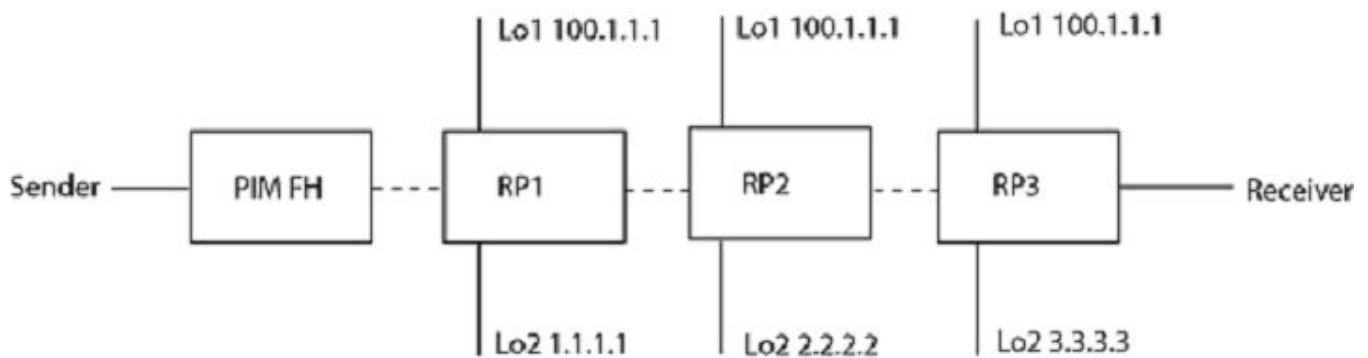 Lo1 100.1.1.1
Lo1 100.1.1.1
Lo1 100.1.1.1
Sender
PIM FH
RP1
RP2
RP3
Receiver
Lo2 1.1.1.1
Lo2 2.2.2.2
Lo2 3.3.3.3